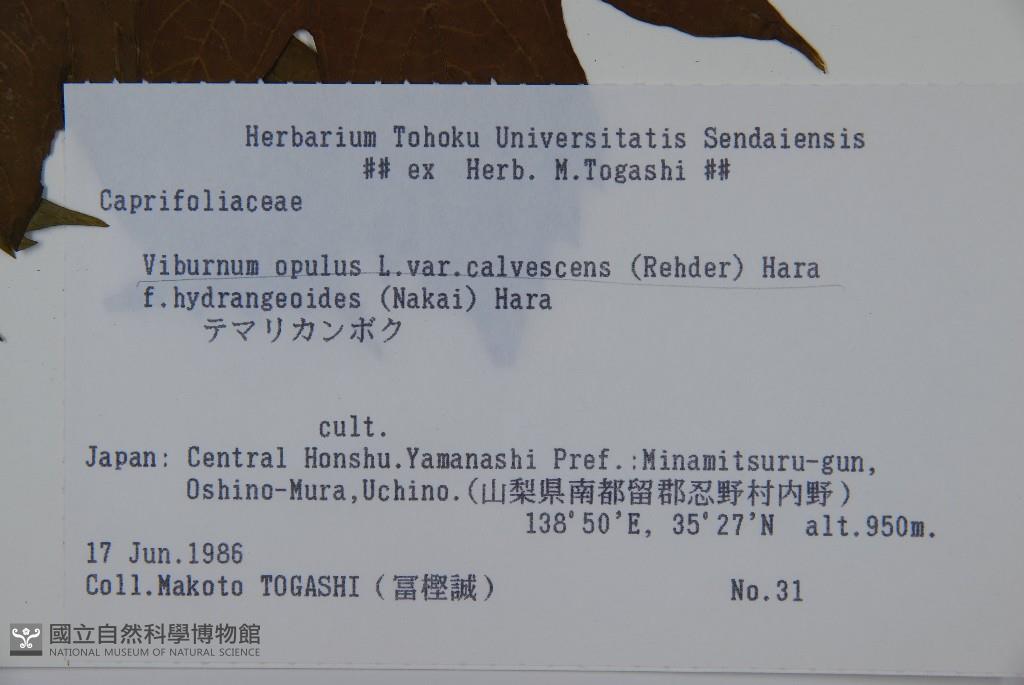 Herbarium Tohoku Universitatis Sendaiensis
## ex Herb. M.Togashi ##
Caprifoliaceae
Viburnum opulus L.var.calvescens (Rehder) Hara
f.hydrangeoides (Nakai) Hara
テマリカンボク
cult.
Japan: Central Honshu.Yamanashi Pref.:Minamitsuru-gun,
Oshino-Mura,Uchino.(山梨県南都留郡忍野村内野)
138°50'E, 35°27'N alt.950m.
17 Jun.1986
Coll.Makoto TOGASHI (冨樫誠)
No.31
國立自然科學博物館
NATIONAL MUSEUM OF NATURAL SCIENCE